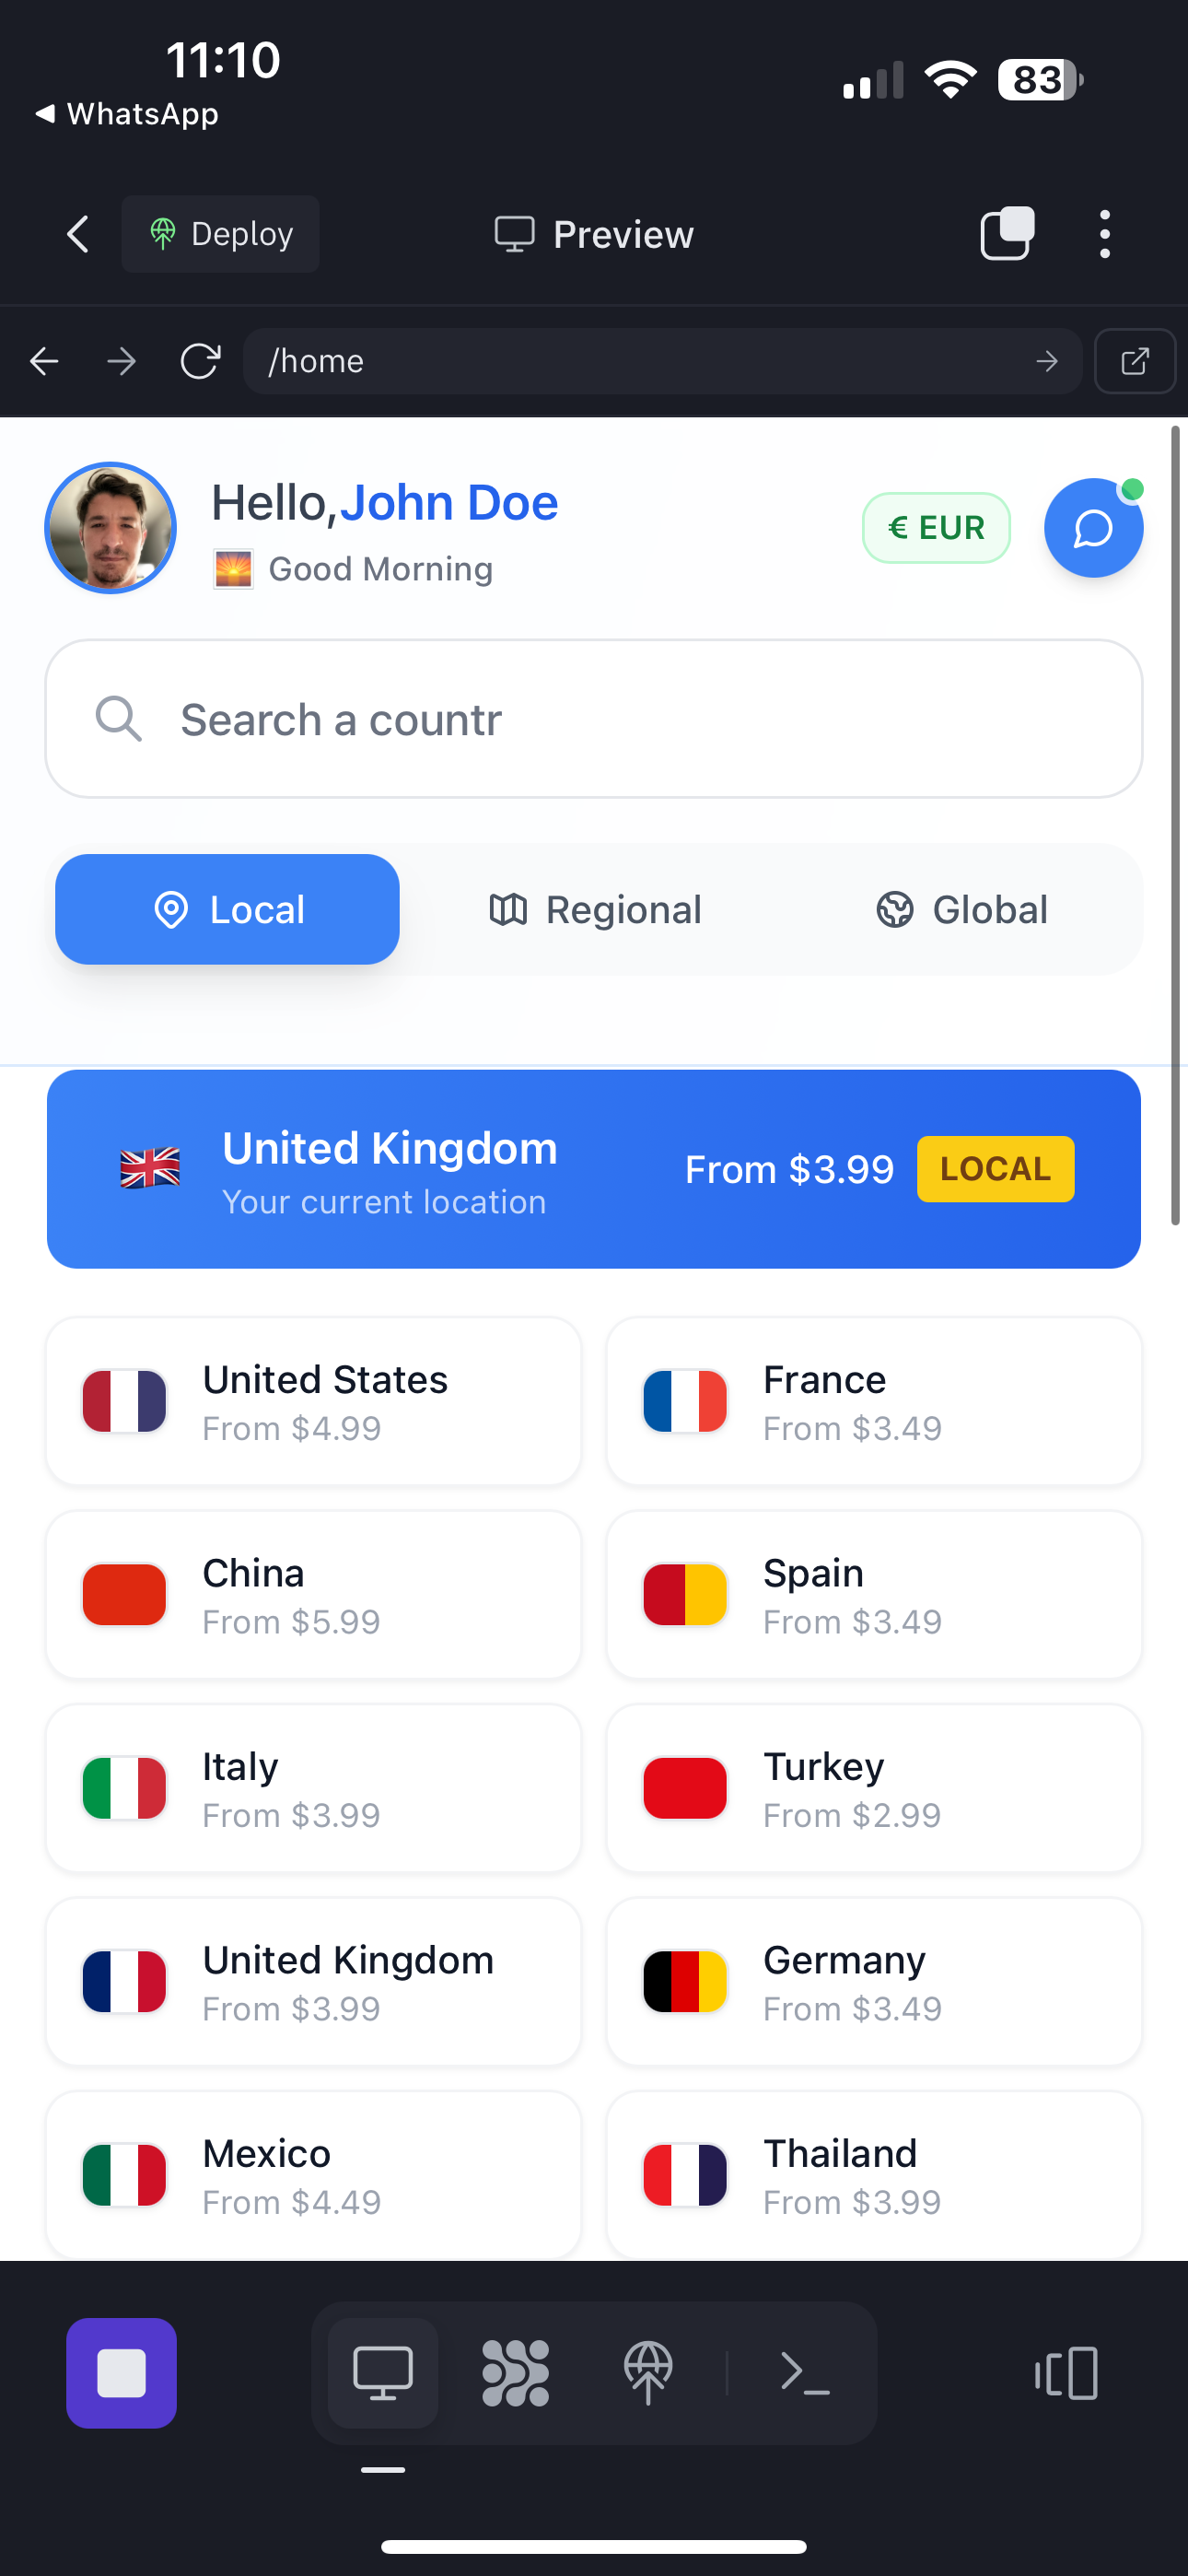 11:10
83
WhatsApp
Deploy
Preview
/home
Hello,John Doe
Good Morning
€ EUR
Search a countr
Local
Regional
Global
United Kingdom
Your current location
From $3.99
LOCAL
United States
From $4.99
France
From $3.49
China
From $5.99
Spain
From $3.49
Italy
From $3.99
Turkey
From $2.99
United Kingdom
From $3.99
Germany
From $3.49
Mexico
From $4.49
Thailand
From $3.99